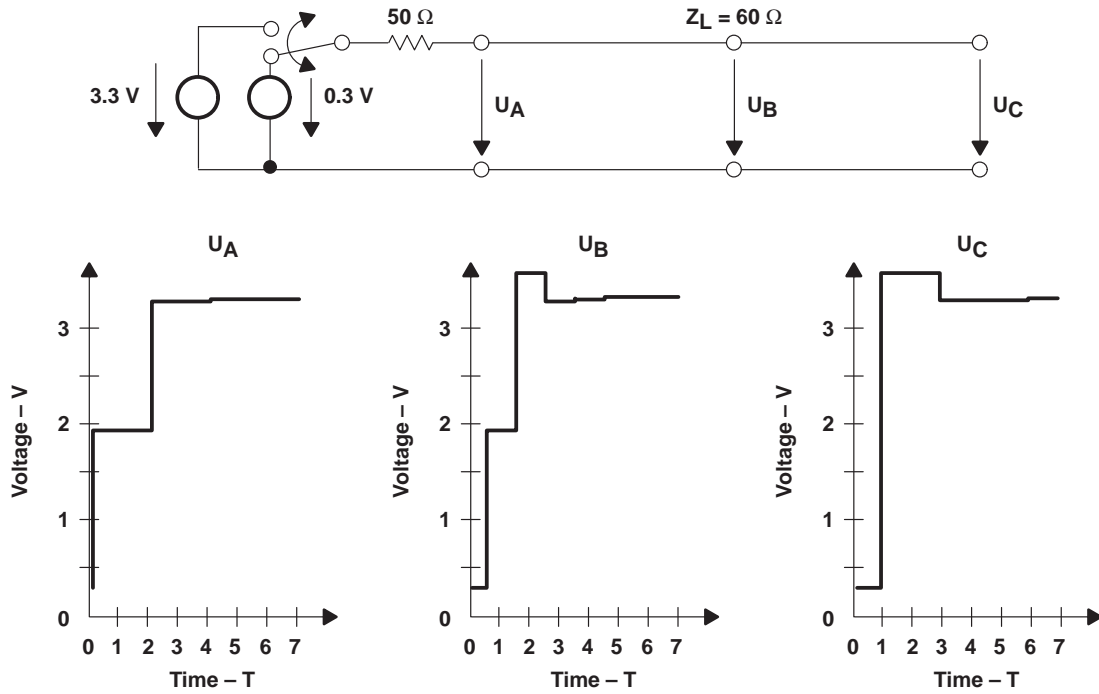 50 Ω
Z_L = 60 Ω
3.3 V
0.3 V
U_A
U_B
U_C
U_A
Voltage – V
3
2
1
0
0 1 2 3 4 5 6 7
Time – T
U_B
Voltage – V
3
2
1
0
0 1 2 3 4 5 6 7
Time – T
U_C
Voltage – V
3
2
1
0
0 1 2 3 4 5 6 7
Time – T